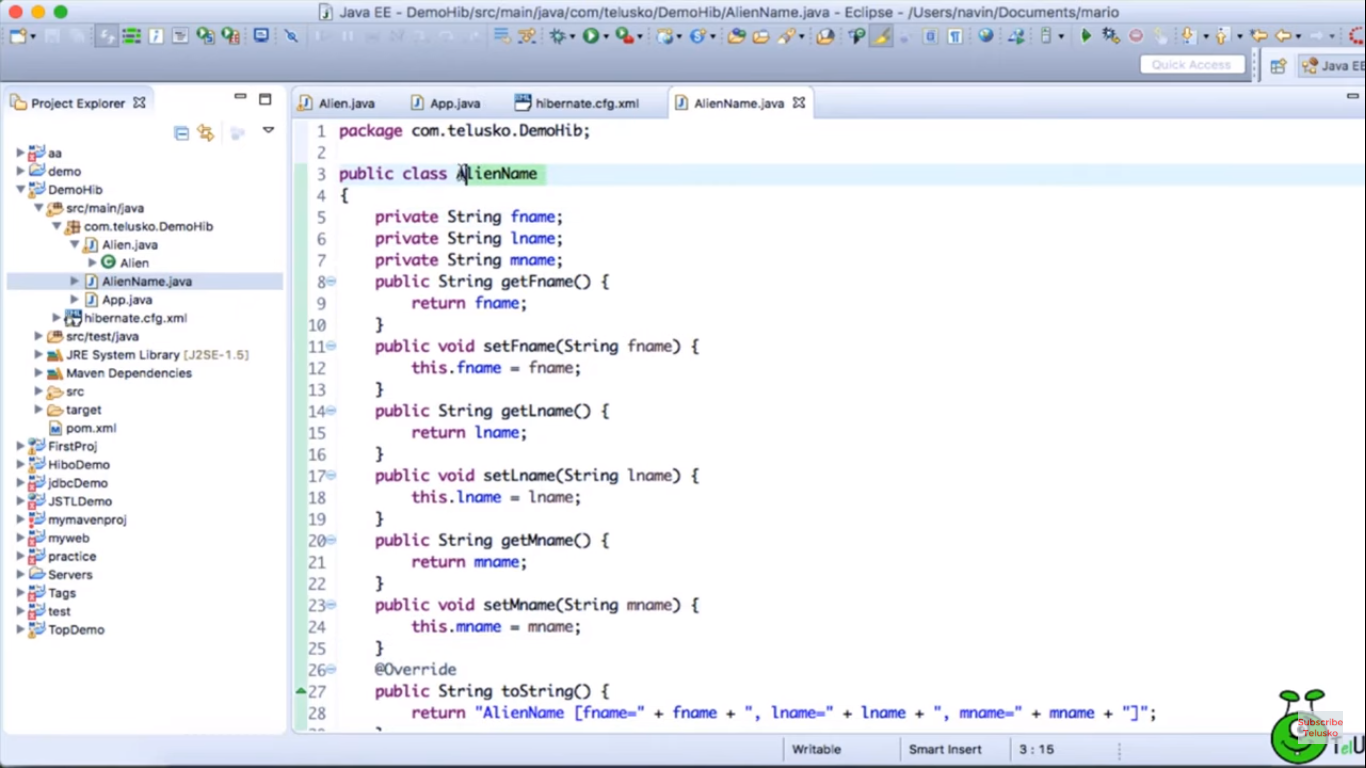 Java EE - DemoHib/src/main/java/com/telusko/DemoHib/AlienName.java - Eclipse - /Users/navin/Documents/mario
Quick Access
Java EE
Project Explorer
aa
demo
DemoHib
src/main/java
com.telusko.DemoHib
Alien.java
Alien
AlienName.java
App.java
hibernate.cfg.xml
src/test/java
JRE System Library [J2SE-1.5]
Maven Dependencies
src
target
pom.xml
FirstProj
HiboDemo
jdbcDemo
JSTLDemo
mymavenproj
myweb
practice
Servers
Tags
test
TopDemo
Alien.java App.java hibernate.cfg.xml AlienName.java
1 package com.telusko.DemoHib;
2
3 public class AlienName
4 {
5 private String fname;
6 private String lname;
7 private String mname;
8 public String getFname() {
9 return fname;
10 }
11 public void setFname(String fname) {
12 this.fname = fname;
13 }
14 public String getLname() {
15 return lname;
16 }
17 public void setLname(String lname) {
18 this.lname = lname;
19 }
20 public String getMname() {
21 return mname;
22 }
23 public void setMname(String mname) {
24 this.mname = mname;
25 }
26 @Override
27 public String toString() {
28 return "AlienName [fname=" + fname + ", lname=" + lname + ", mname=" + mname + "]";
Writable Smart Insert 3 : 15
Subscribe
Telusko